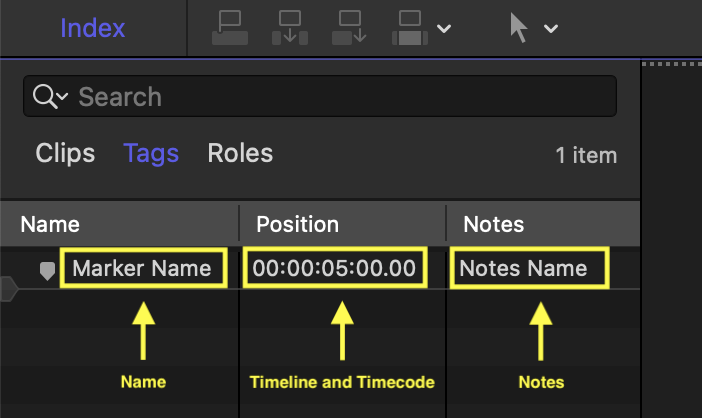 Index
Search
Clips Tags Roles 1 item
Name Position Notes
Marker Name 00:00:05:00.00 Notes Name
Name Timeline and Timecode Notes